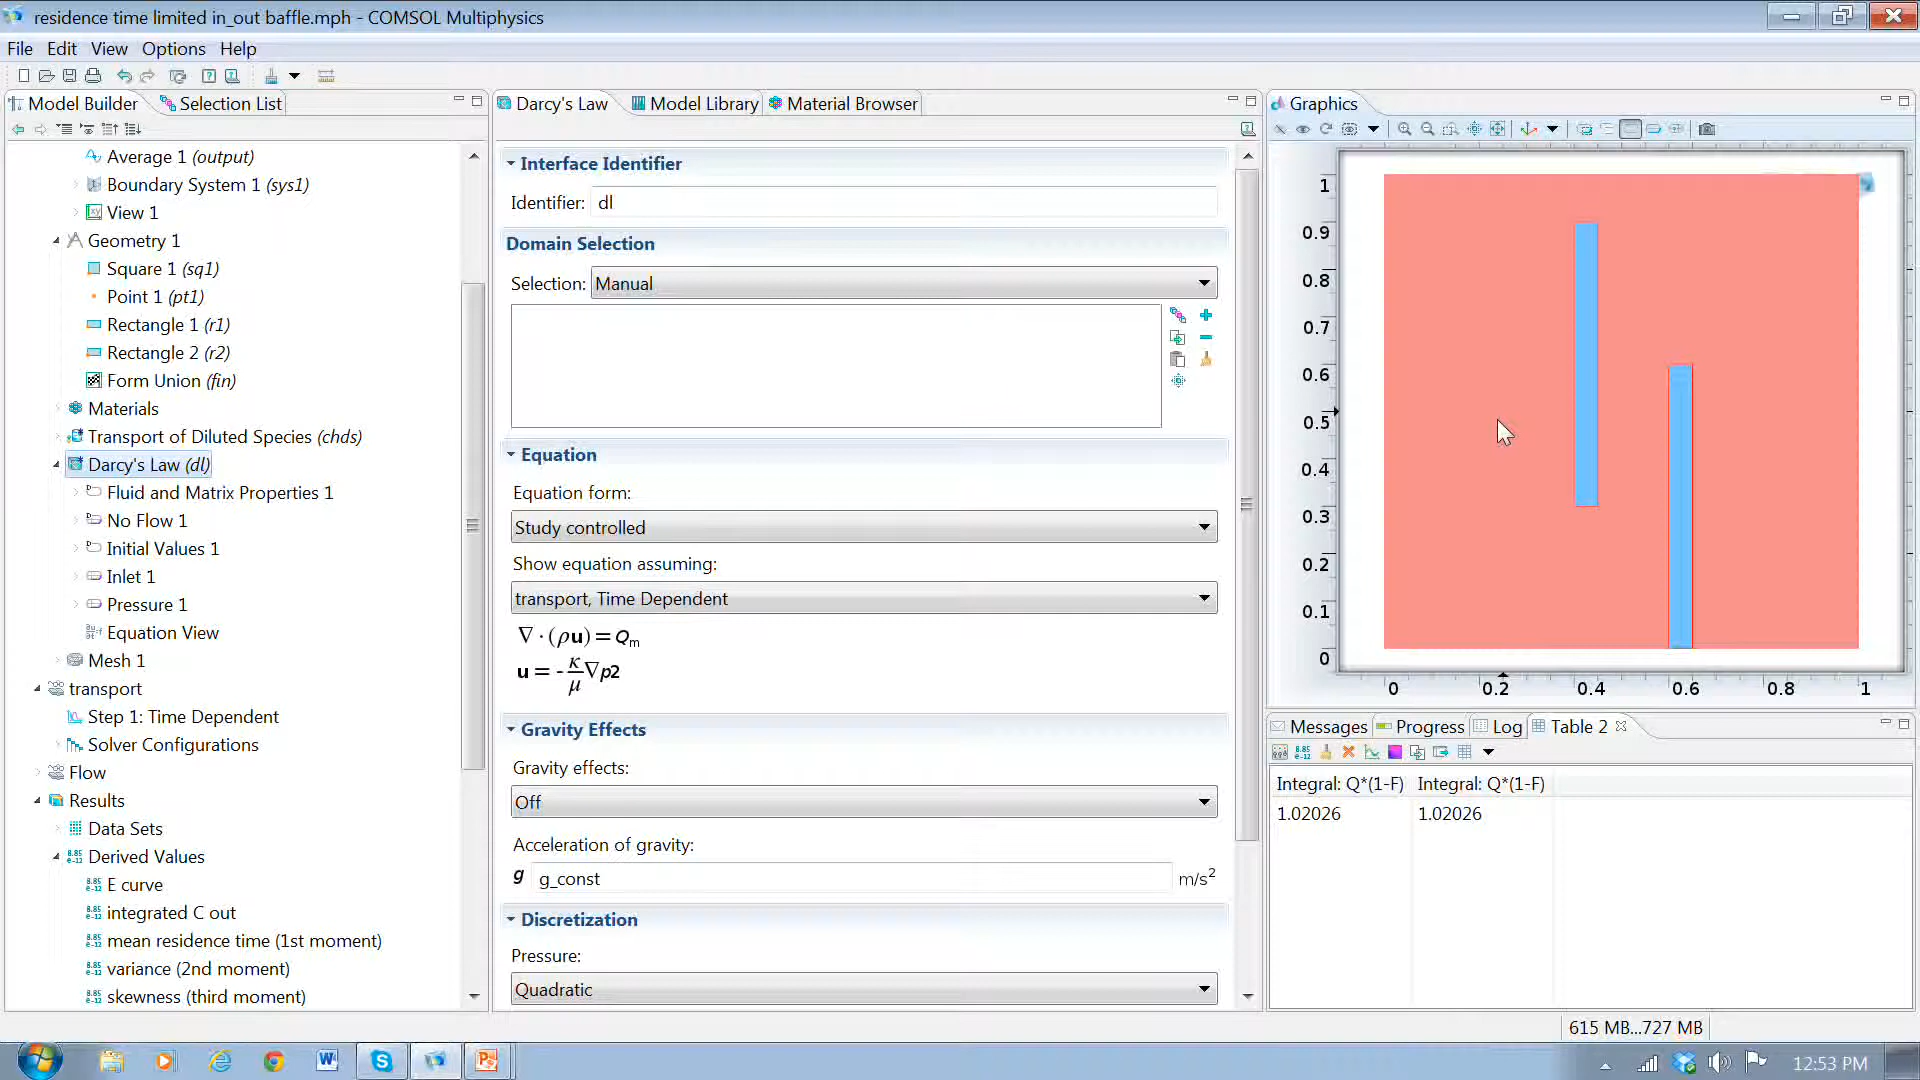 residence time limited in_out baffle.mph - COMSOL Multiphysics
File Edit View Options Help
Model Builder Selection List
Average 1 (output)
Boundary System 1 (sys1)
View 1
Geometry 1
Square 1 (sq1)
Point 1 (pt1)
Rectangle 1 (r1)
Rectangle 2 (r2)
Form Union (fin)
Materials
Transport of Diluted Species (chds)
Darcy's Law (dl)
Fluid and Matrix Properties 1
No Flow 1
Initial Values 1
Inlet 1
Pressure 1
Equation View
Mesh 1
transport
Step 1: Time Dependent
Solver Configurations
Flow
Results
Data Sets
Derived Values
E curve
integrated C out
mean residence time (1st moment)
variance (2nd moment)
skewness (third moment)
Darcy's Law Model Library Material Browser
Interface Identifier
Identifier: dl
Domain Selection
Selection: Manual
Equation
Equation form:
Study controlled
Show equation assuming:
transport, Time Dependent
∇ · (ρu) = Qm
u = - κ/μ ∇p2
Gravity Effects
Gravity effects:
Off
Acceleration of gravity:
g g_const m/s²
Discretization
Pressure:
Quadratic
Graphics
1
0.9
0.8
0.7
0.6
0.5
0.4
0.3
0.2
0.1
0
0 0.2 0.4 0.6 0.8 1
Messages Progress Log Table 2
Integral: Q*(1-F) Integral: Q*(1-F)
1.02026 1.02026
615 MB...727 MB
12:53 PM